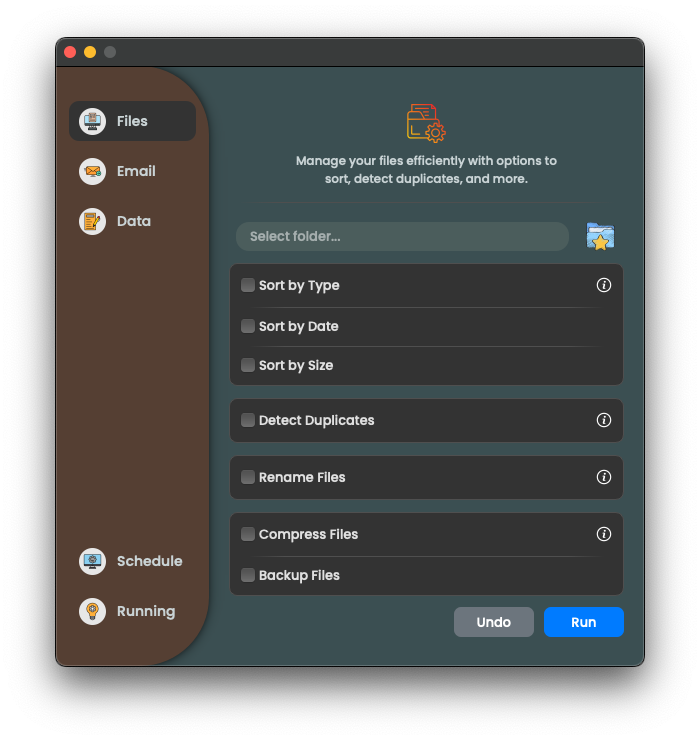 Files
Email
Data
Schedule
Running
Manage your files efficiently with options to
sort, detect duplicates, and more.
Select folder...
Sort by Type
Sort by Date
Sort by Size
Detect Duplicates
Rename Files
Compress Files
Backup Files
Undo
Run